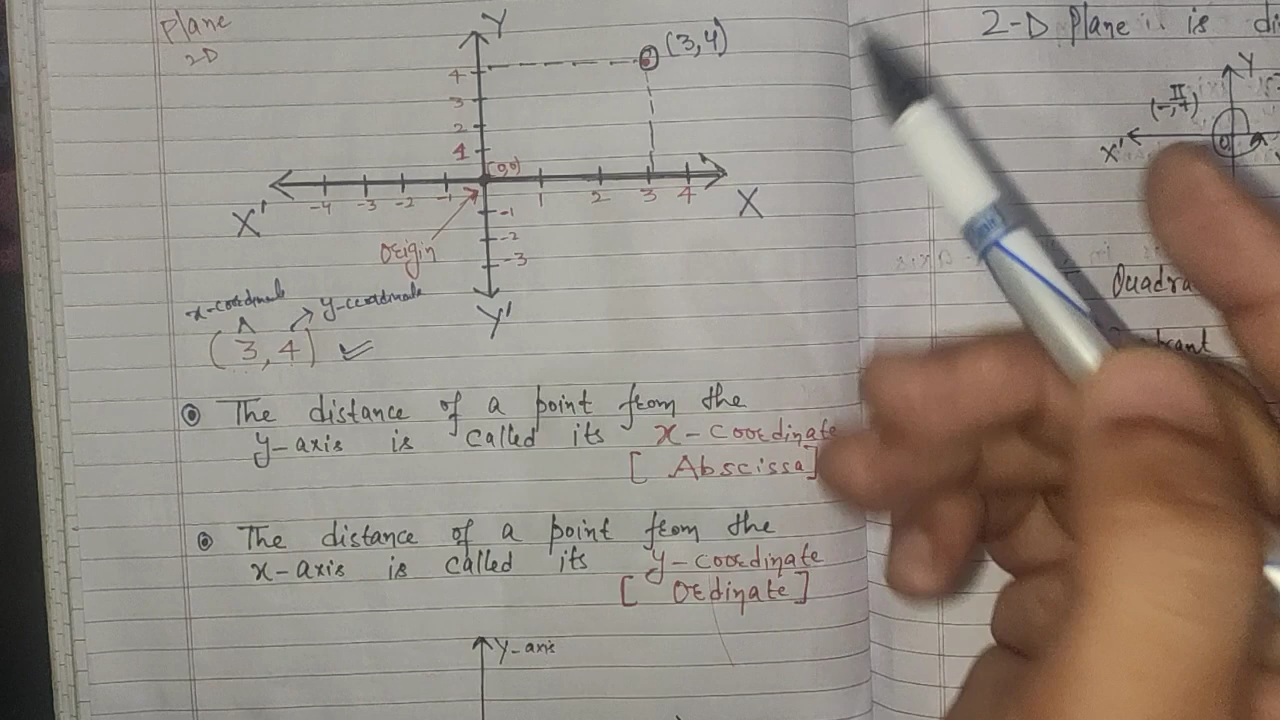 Plane
2-D
Y
(3,4)
4
3
2
1
(0,0)
-4 -3 -2 -1 1 2 3 4
X' X
-1
-2
-3
Origin
Y'
x-coordinate y-coordinate
(3, 4)
The distance of a point from the
y-axis is called its x-coordinate
[Abscissa]
The distance of a point from the
x-axis is called its y-coordinate
[Ordinate]
Y-axis
2-D Plane is di
Y
X'
Quadra